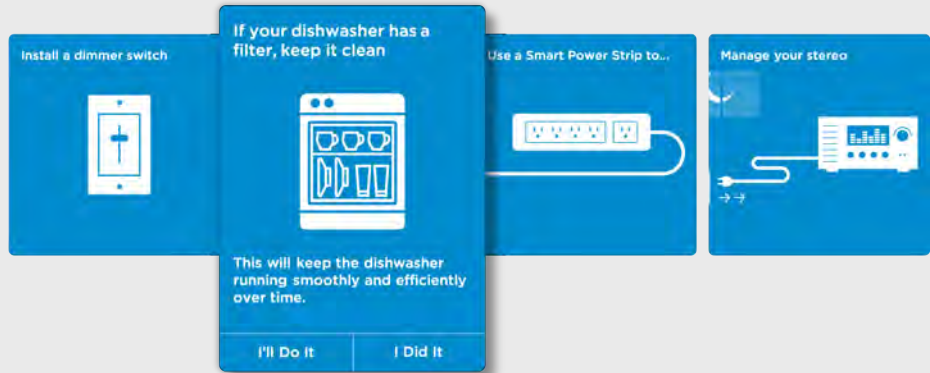 Install a dimmer switch
If your dishwasher has a
filter, keep it clean
This will keep the dishwasher
running smoothly and efficiently
over time.
I'll Do It
I Did It
Use a Smart Power Strip to...
Manage your stereo